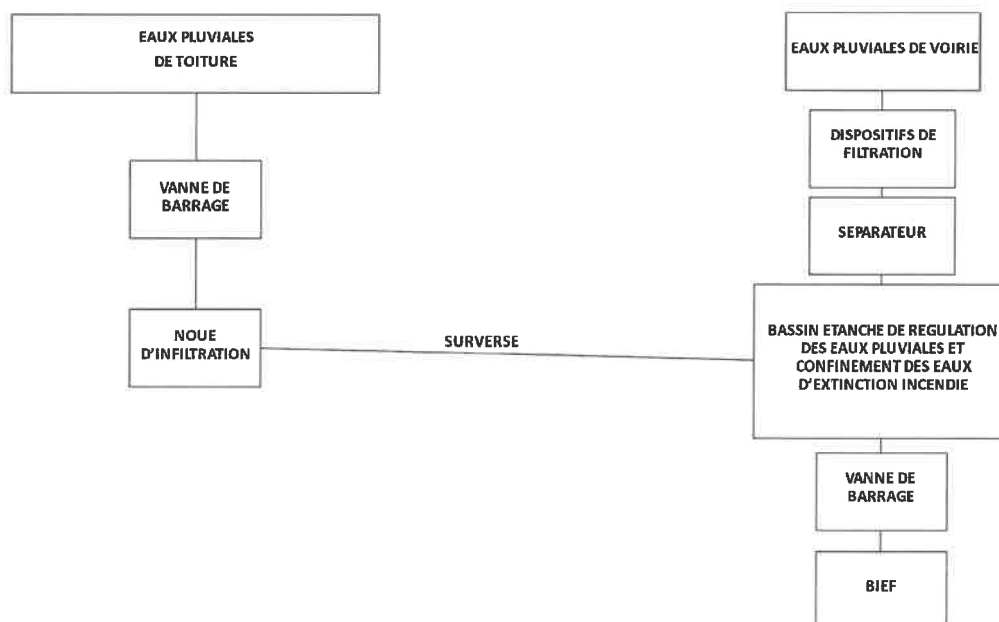 EAUX PLUVIALES
DE TOITURE
VANNE DE
BARRAGE
NOUE
D'INFILTRATION
SURVERSE
EAUX PLUVIALES DE VOIRIE
DISPOSITIFS DE
FILTRATION
SEPARATEUR
BASSIN ETANCHE DE REGULATION
DES EAUX PLUVIALES ET
CONFINEMENT DES EAUX
D'EXTINCTION INCENDIE
VANNE DE
BARRAGE
BIEF